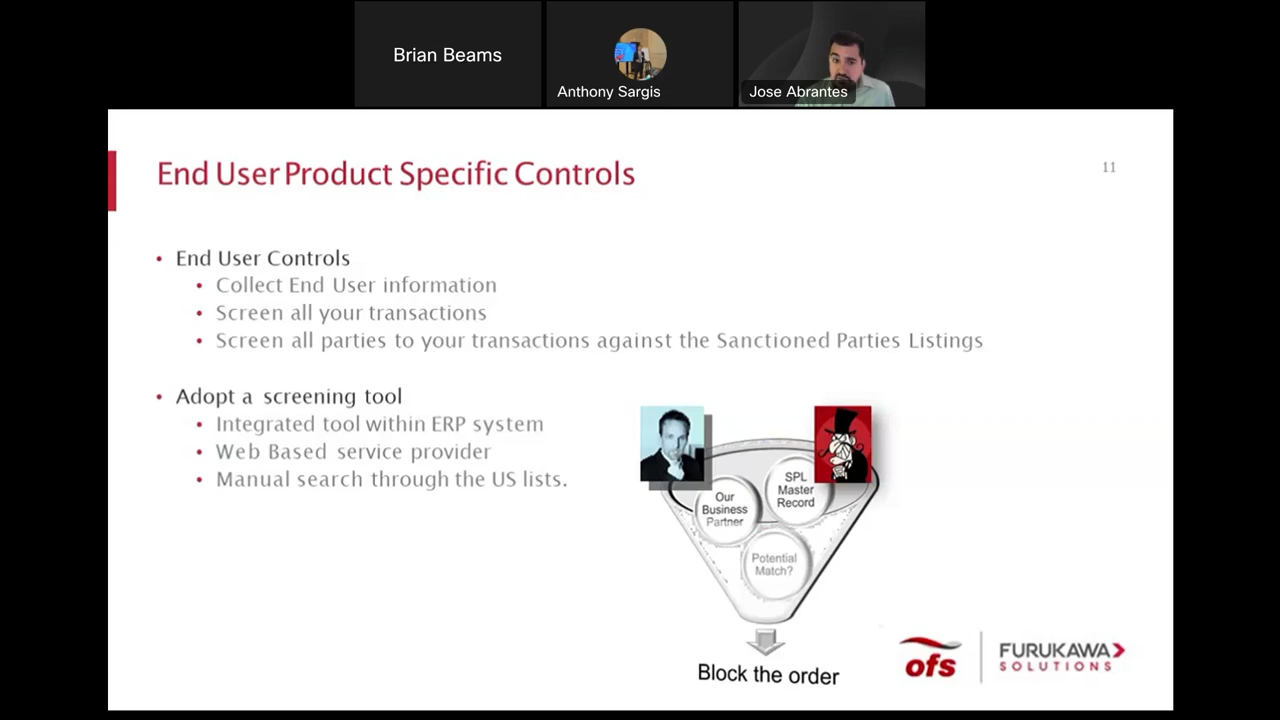 Brian Beams
Anthony Sargis
Jose Abrantes
End User Product Specific Controls
11
• End User Controls
• Collect End User information
• Screen all your transactions
• Screen all parties to your transactions against the Sanctioned Parties Listings
• Adopt a screening tool
• Integrated tool within ERP system
• Web Based service provider
• Manual search through the US lists.
Our
Business
Partner
SPL
Master
Record
Potential
Match?
Block the order
ofs
FURUKAWA
SOLUTIONS